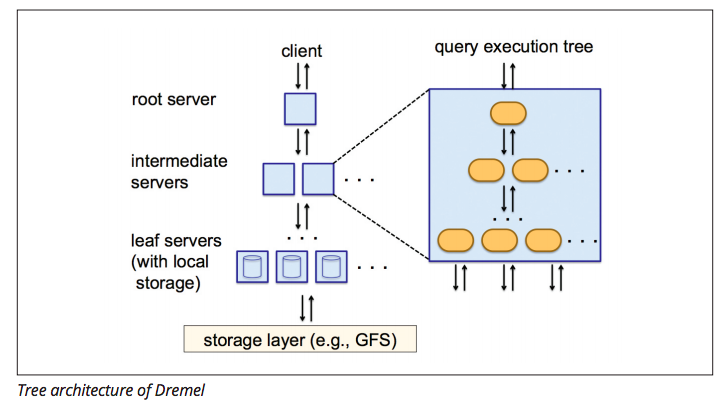 client
query execution tree
root server
intermediate
servers
. . .
. . .
. . .
leaf servers
(with local
storage)
. . .
. . .
. . .
storage layer (e.g., GFS)
Tree architecture of Dremel